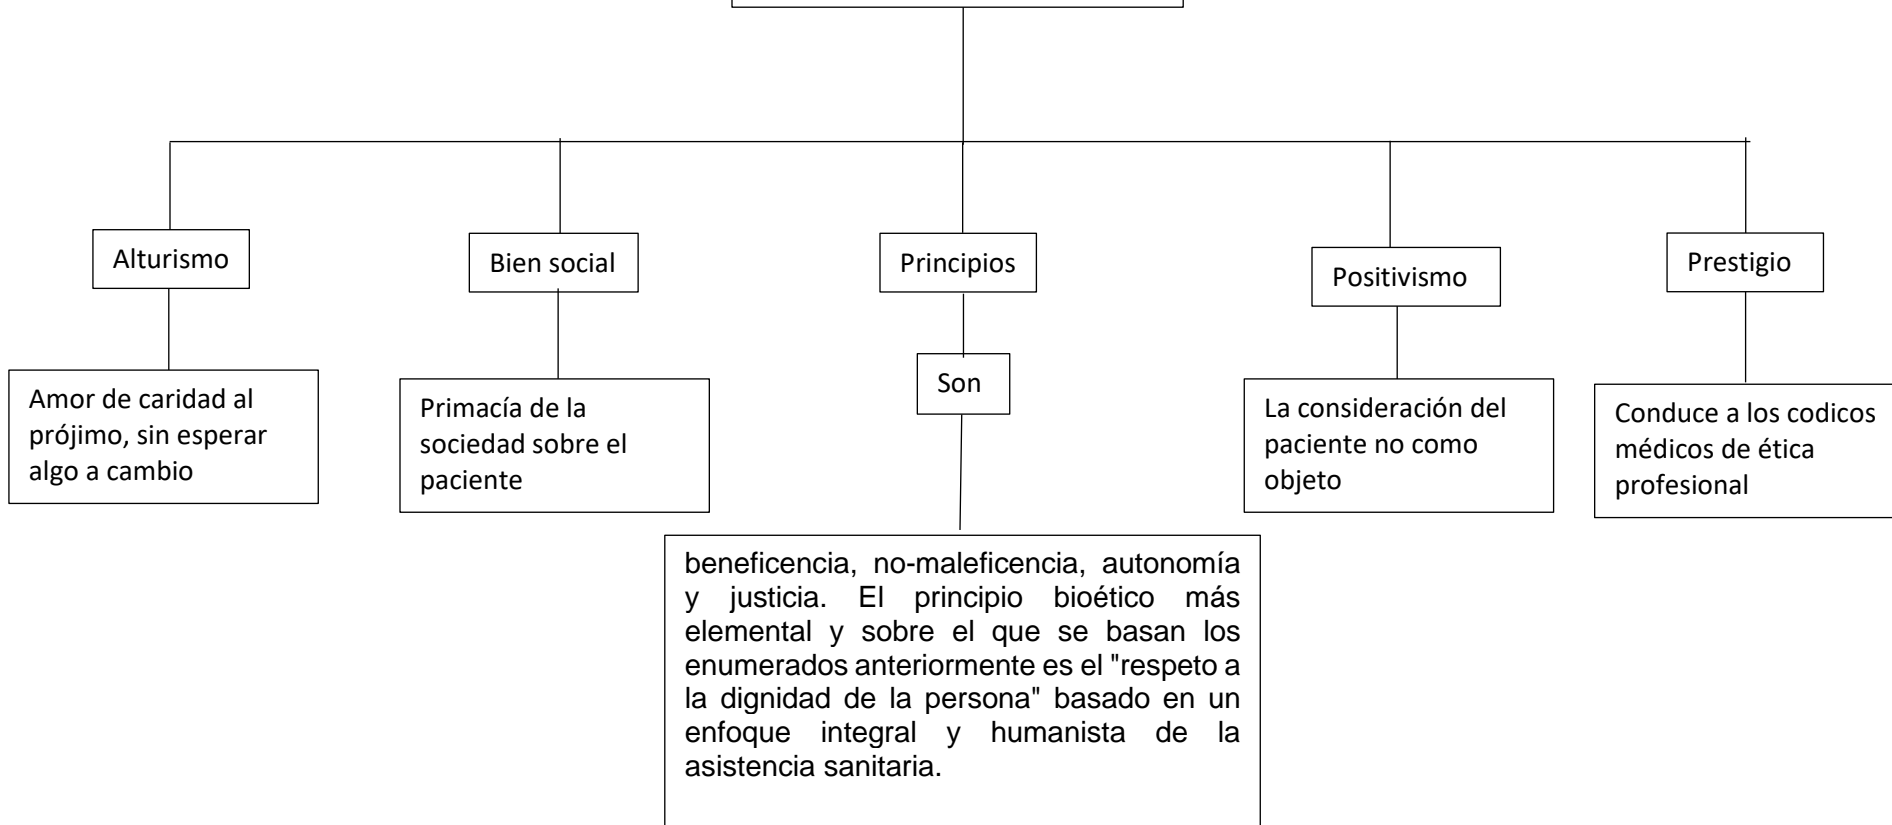 Alturismo
Bien social
Principios
Positivismo
Prestigio
Amor de caridad al
prójimo, sin esperar
algo a cambio
Primacía de la
sociedad sobre el
paciente
Son
La consideración del
paciente no como
objeto
Conduce a los codicos
médicos de ética
profesional
beneficencia, no-maleficencia, autonomía
y justicia. El principio bioético más
elemental y sobre el que se basan los
enumerados anteriormente es el "respeto a
la dignidad de la persona" basado en un
enfoque integral y humanista de la
asistencia sanitaria.